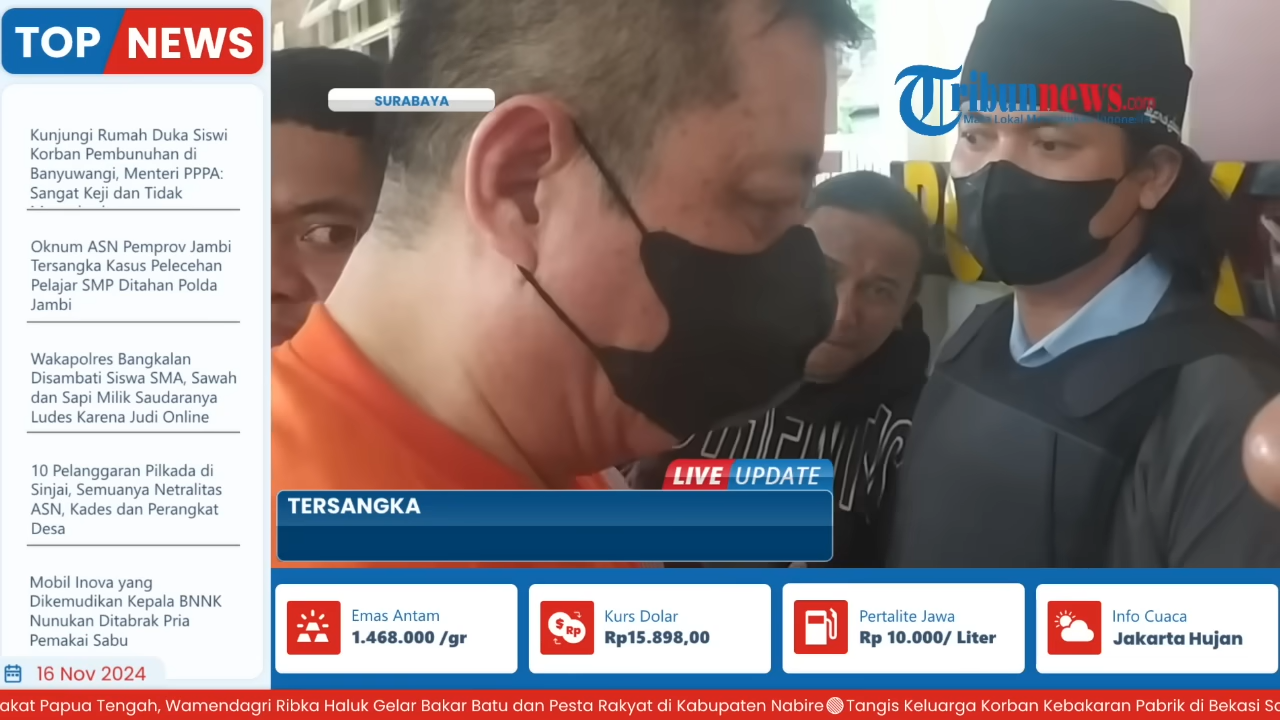 TOP NEWS
Kunjungi Rumah Duka Siswi
Korban Pembunuhan di
Banyuwangi, Menteri PPPA:
Sangat Keji dan Tidak
Oknum ASN Pemprov Jambi
Tersangka Kasus Pelecehan
Pelajar SMP Ditahan Polda
Jambi
Wakapolres Bangkalan
Disambati Siswa SMA, Sawah
dan Sapi Milik Saudaranya
Ludes Karena Judi Online
10 Pelanggaran Pilkada di
Sinjai, Semuanya Netralitas
ASN, Kades dan Perangkat
Desa
Mobil Inova yang
Dikemudikan Kepala BNNK
Nunukan Ditabrak Pria
Pemakai Sabu
16 Nov 2024
SURABAYA
Tribunnews.com
LIVE UPDATE
TERSANGKA
Emas Antam
1.468.000 /gr
Kurs Dolar
Rp15.898,00
Pertalite Jawa
Rp 10.000/ Liter
Info Cuaca
Jakarta Hujan
akat Papua Tengah, Wamendagri Ribka Haluk Gelar Bakar Batu dan Pesta Rakyat di Kabupaten Nabire Tangis Keluarga Korban Kebakaran Pabrik di Bekasi